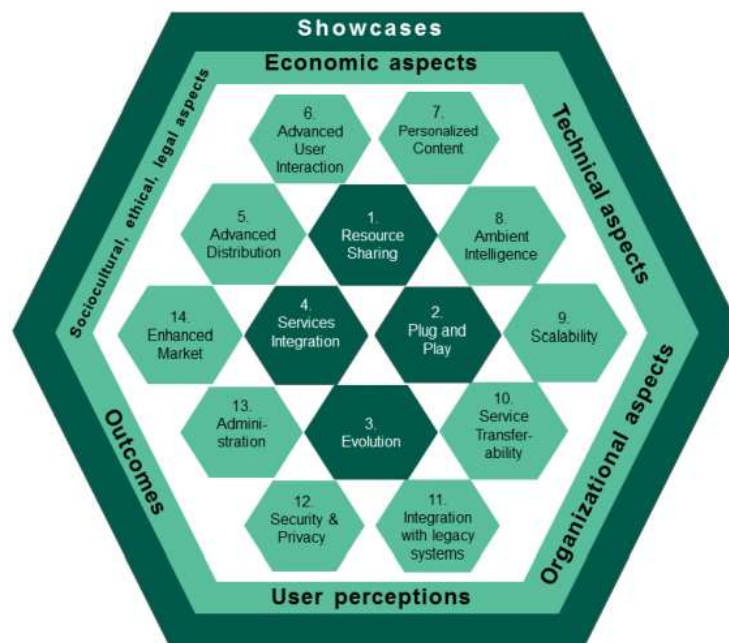 Showcases
Economic aspects
Sociocultural, ethical, legal aspects
Technical aspects
6.
Advanced
User
Interaction
7.
Personalized
Content
5.
Advanced
Distribution
1.
Resource
Sharing
8.
Ambient
Intelligence
14.
Enhanced
Market
4.
Services
Integration
2.
Plug and
Play
9.
Scalability
13.
Admini-
stration
3.
Evolution
10.
Service
Transfer-
ability
12.
Security &
Privacy
11.
Integration
with legacy
systems
Outcomes
Organizational aspects
User perceptions